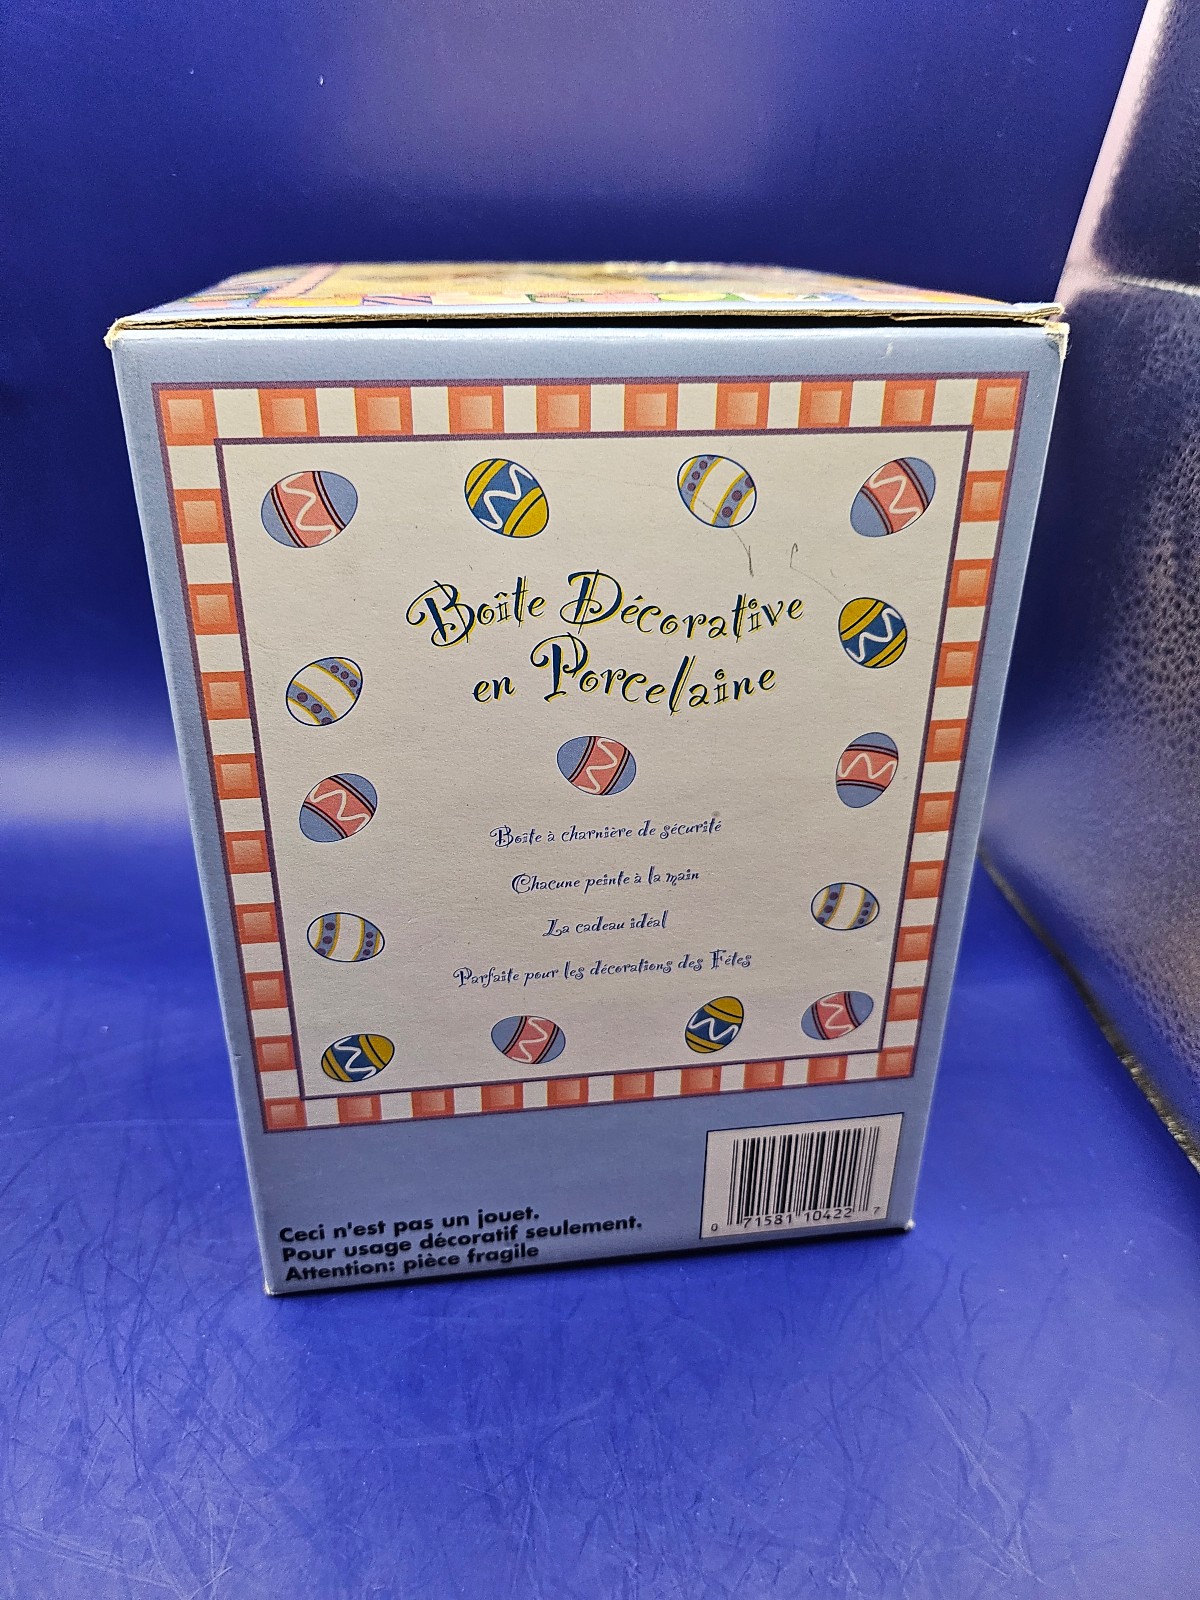 Boîte Décorative
en Porcelaine
Boîte à charnière de sécurité
Chacune peinte à la main
La cadeau idéal
Parfaite pour les décorations des Fêtes
Ceci n'est pas un jouet.
Pour usage décoratif seulement.
Attention: pièce fragile
0 71581 10422 7